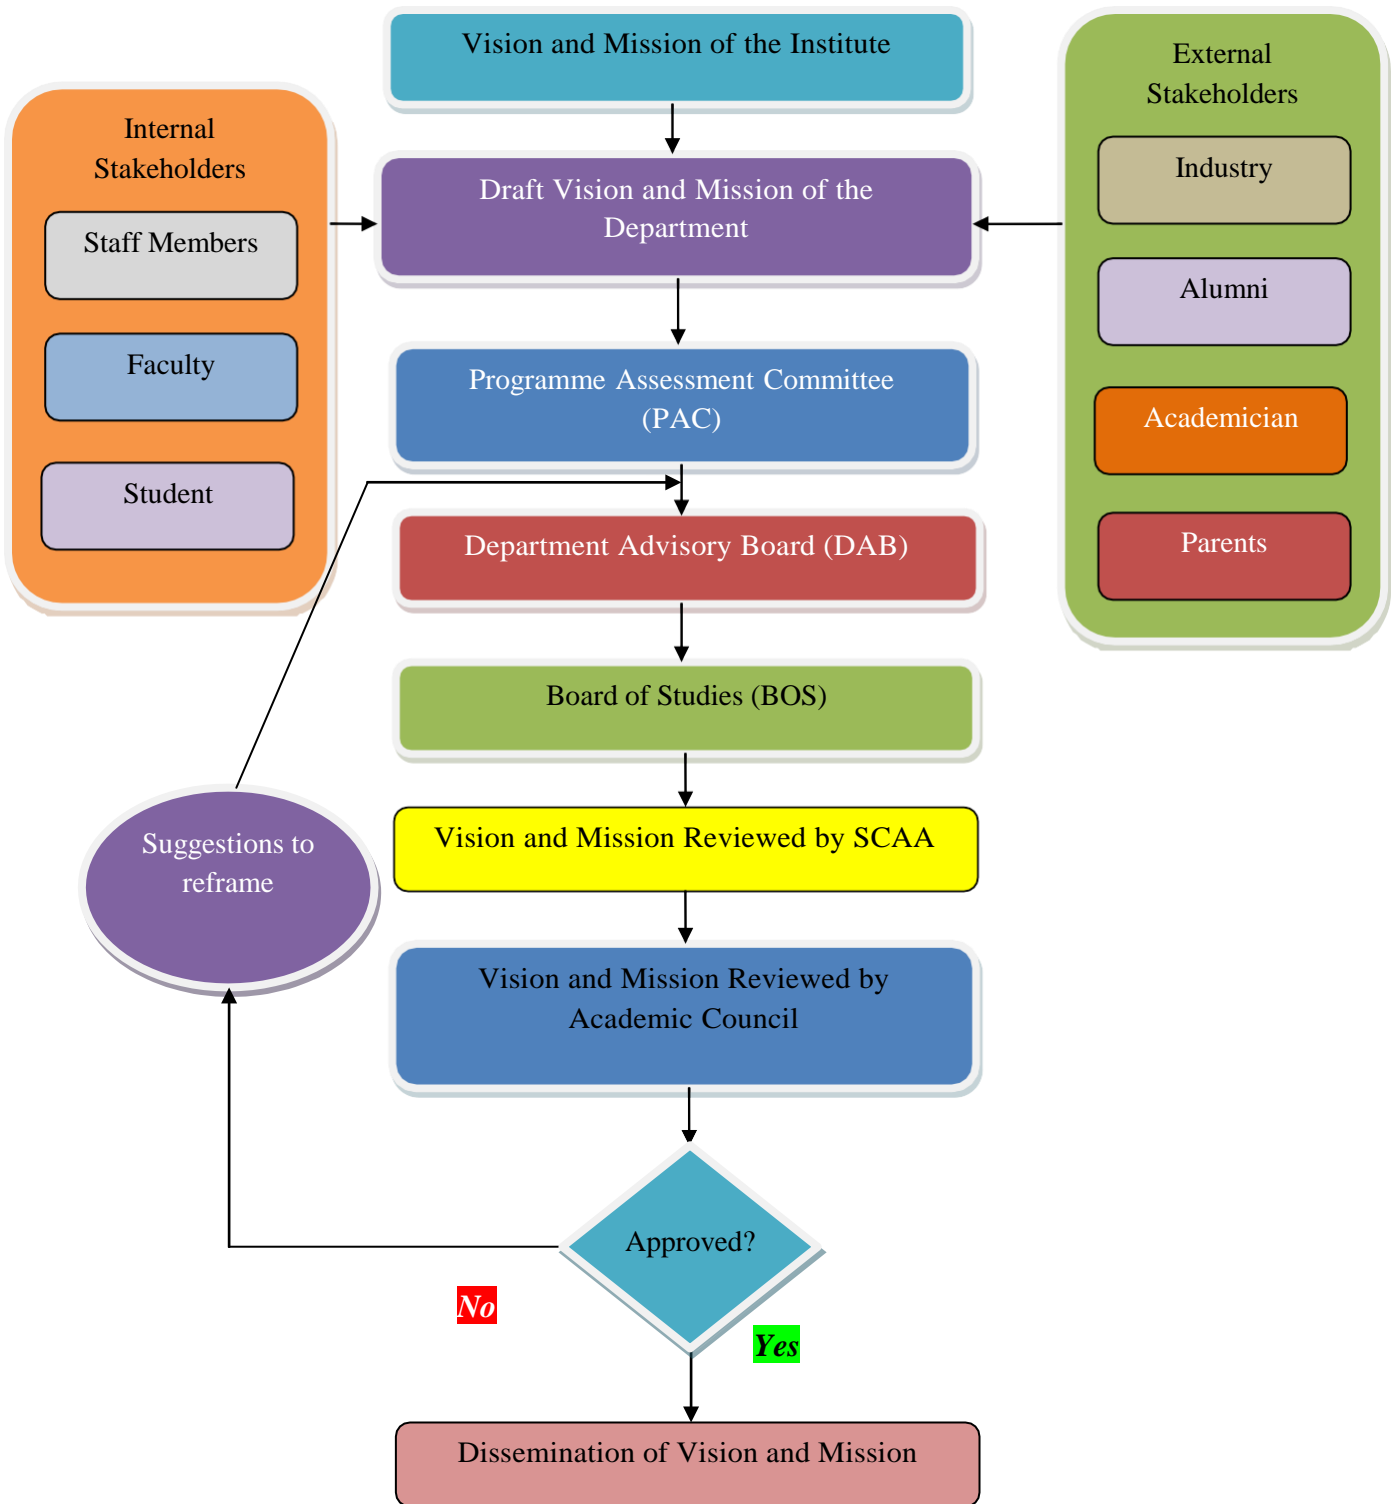 Vision and Mission of the Institute
Internal
Stakeholders
Staff Members
Faculty
Student
External
Stakeholders
Industry
Alumni
Academician
Parents
Draft Vision and Mission of the
Department
Programme Assessment Committee
(PAC)
Department Advisory Board (DAB)
Board of Studies (BOS)
Vision and Mission Reviewed by SCAA
Suggestions to
reframe
Vision and Mission Reviewed by
Academic Council
Approved?
No
Yes
Dissemination of Vision and Mission